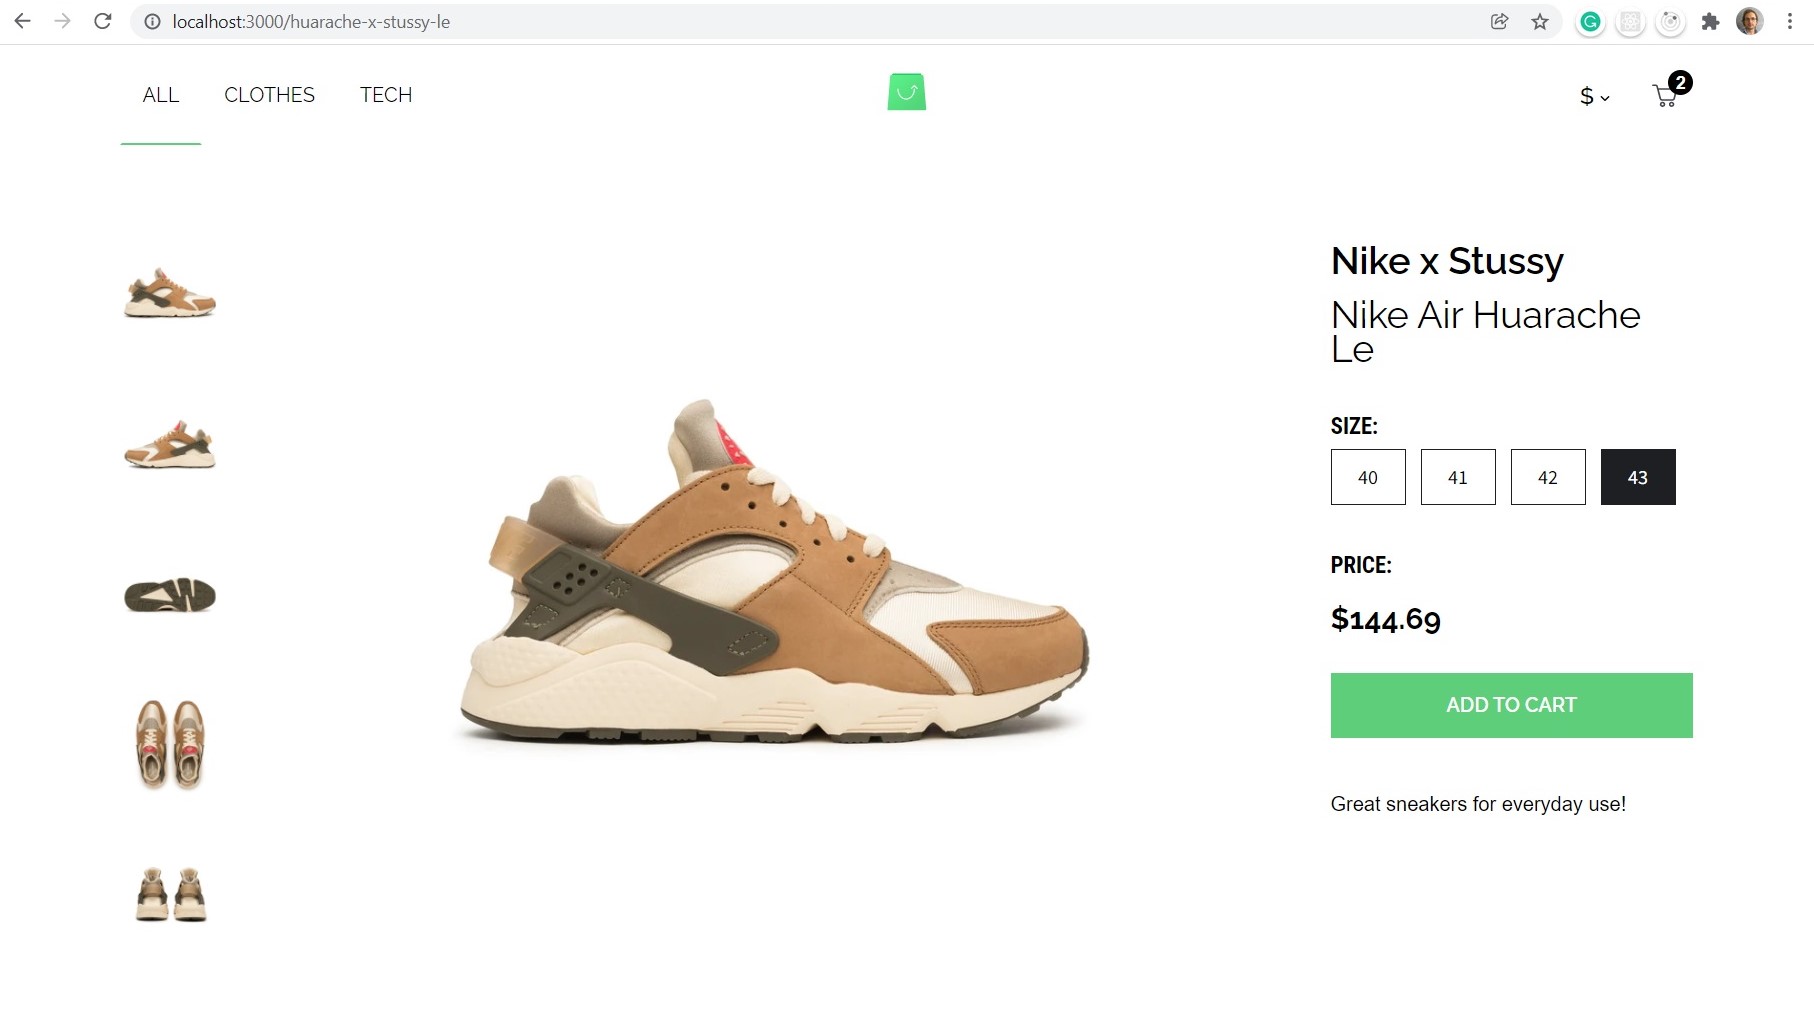 localhost:3000/huarache-x-stussy-le
ALL CLOTHES TECH
$ 2
Nike x Stussy
Nike Air Huarache
Le
SIZE:
40 41 42 43
PRICE:
$144.69
ADD TO CART
Great sneakers for everyday use!